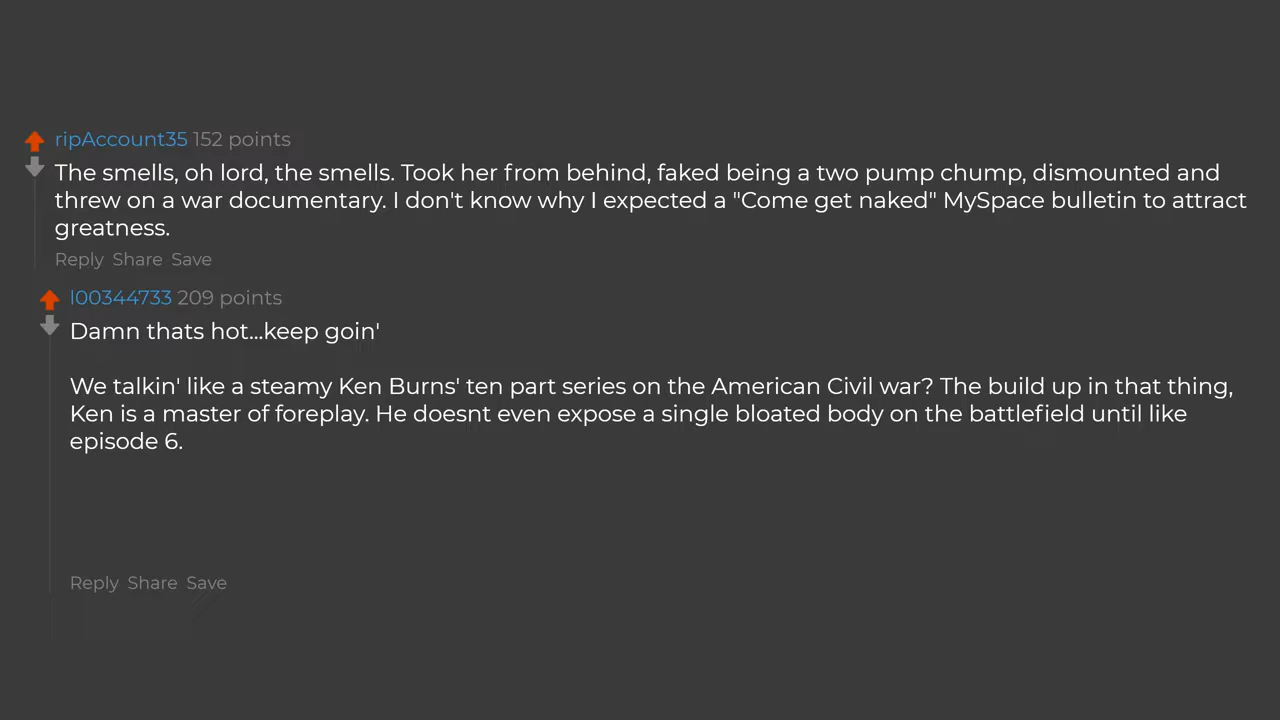 ripAccount35 152 points
The smells, oh lord, the smells. Took her from behind, faked being a two pump chump, dismounted and
threw on a war documentary. I don't know why I expected a "Come get naked" MySpace bulletin to attract
greatness.
Reply Share Save
l00344733 209 points
Damn thats hot...keep goin'
We talkin' like a steamy Ken Burns' ten part series on the American Civil war? The build up in that thing,
Ken is a master of foreplay. He doesnt even expose a single bloated body on the battlefield until like
episode 6.
Reply Share Save